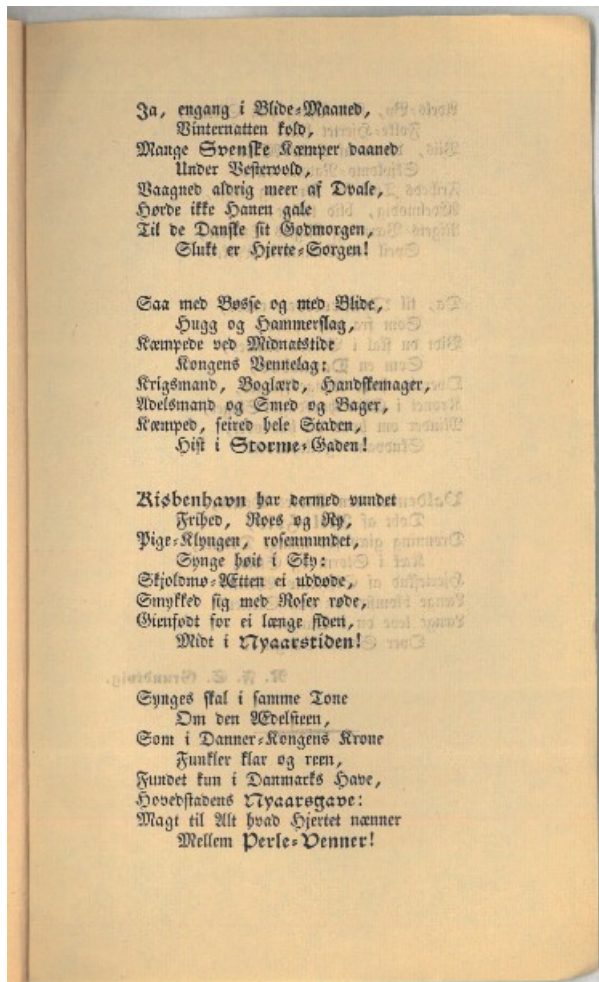 Ja, engang i Blide-Maaned,
Vinternatten kold,
Mange Svenske Kæmper daaned
Under Vestervold,
Vaagned aldrig meer af Dvale,
Hørde ikke Hanen gale
Til de Danske sit Godmorgen,
Slukt er Hjerte-Sorgen!
Saa med Bøsse og med Blide,
Hugg og Hammerslag,
Kæmpede ved Midnatstide
Kongens Vennelag:
Krigsmand, Boglærd, Handskemager,
Adelsmand og Smed og Bager,
Kæmped, feired hele Staden,
Hist i Storme-Gaden!
Kiøbenhavn har dermed vundet
Frihed, Roes og Ry,
Pige-Klyngen, rosenmundet,
Synge høit i Sky:
Skjoldmø-Ætten ei uddøde,
Smykked sig med Roser røde,
Gienfødt for ei længe siden,
Midt i Nyaarstiden!
Synges skal i samme Tone
Om den Ædelsteen,
Som i Danner-Kongens Krone
Funkler klar og reen,
Fundet kun i Danmarks Have,
Hovedstadens Nyaarsgave:
Magt til Alt hvad Hjertet nænner
Mellem Perle-Venner!